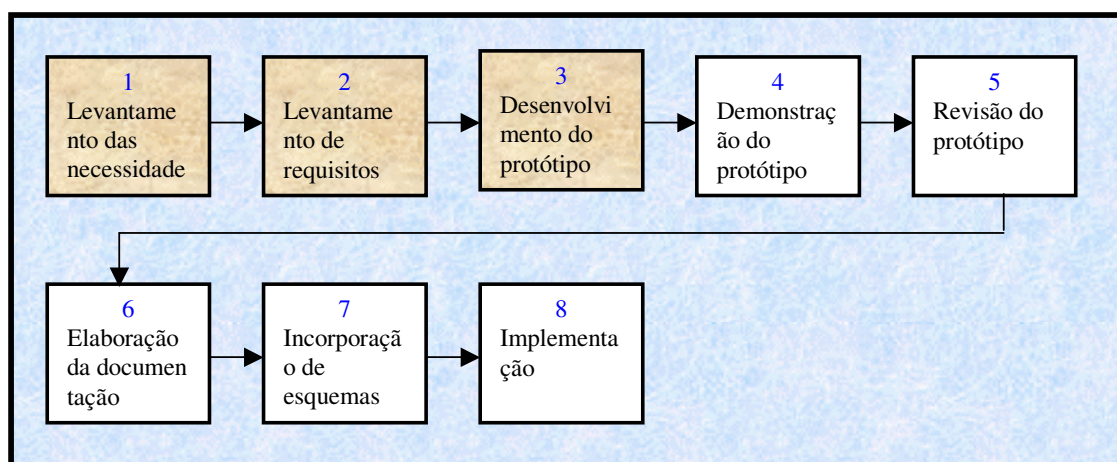 1
Levantame
nto das
necessidade
2
Levantame
nto de
requisitos
3
Desenvolvi
mento do
protótipo
4
Demonstraç
ão do
protótipo
5
Revisão do
protótipo
6
Elaboração
da documen
tação
7
Incorporaçã
o de
esquemas
8
Implementa
ção